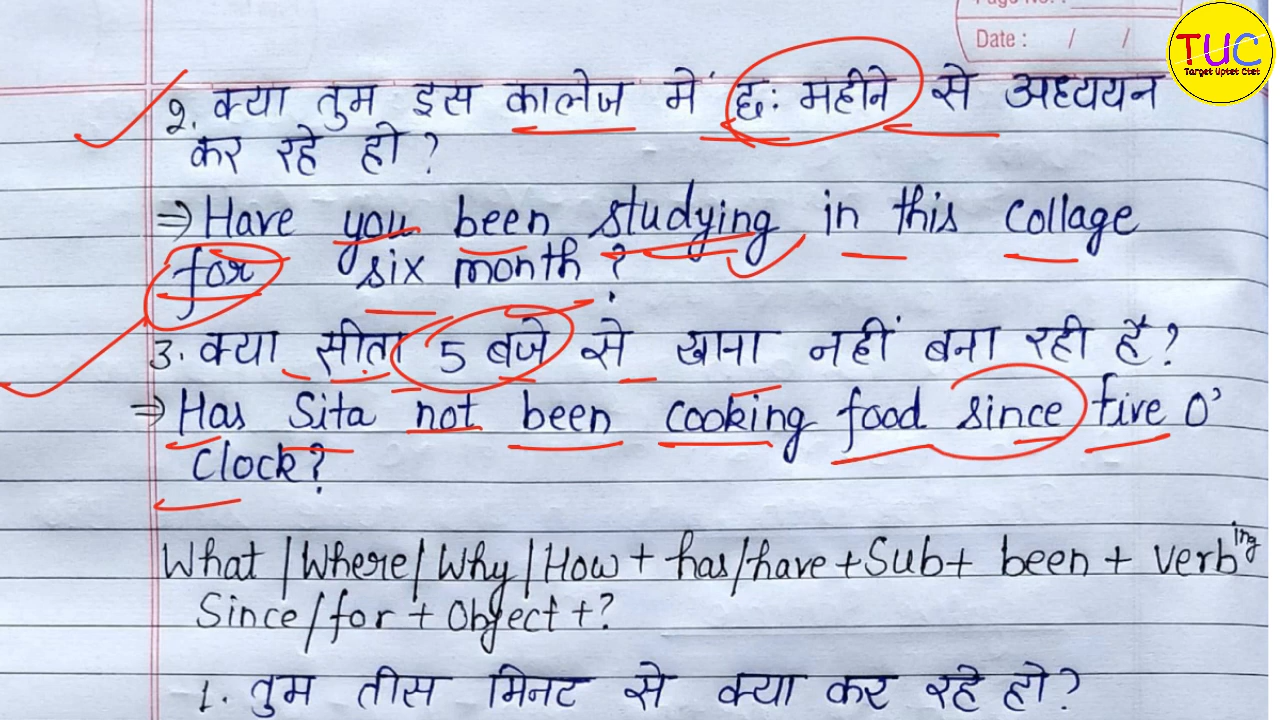 Page No. :
Date : / /
TUC
Target Uptet Ctet
2. क्या तुम इस कालेज में छः महीने से अध्ययन
कर रहे हो?
⇒ Have you been studying in this Collage
for six month ?
3. क्या सीता 5 बजे से खाना नहीं बना रही है?
⇒ Has Sita not been cooking food since five O'
Clock?
What /Where/Why/How + has/have +Sub+ been + verb ing
Since/for + Object +?
1. तुम तीस मिनट से क्या कर रहे हो?